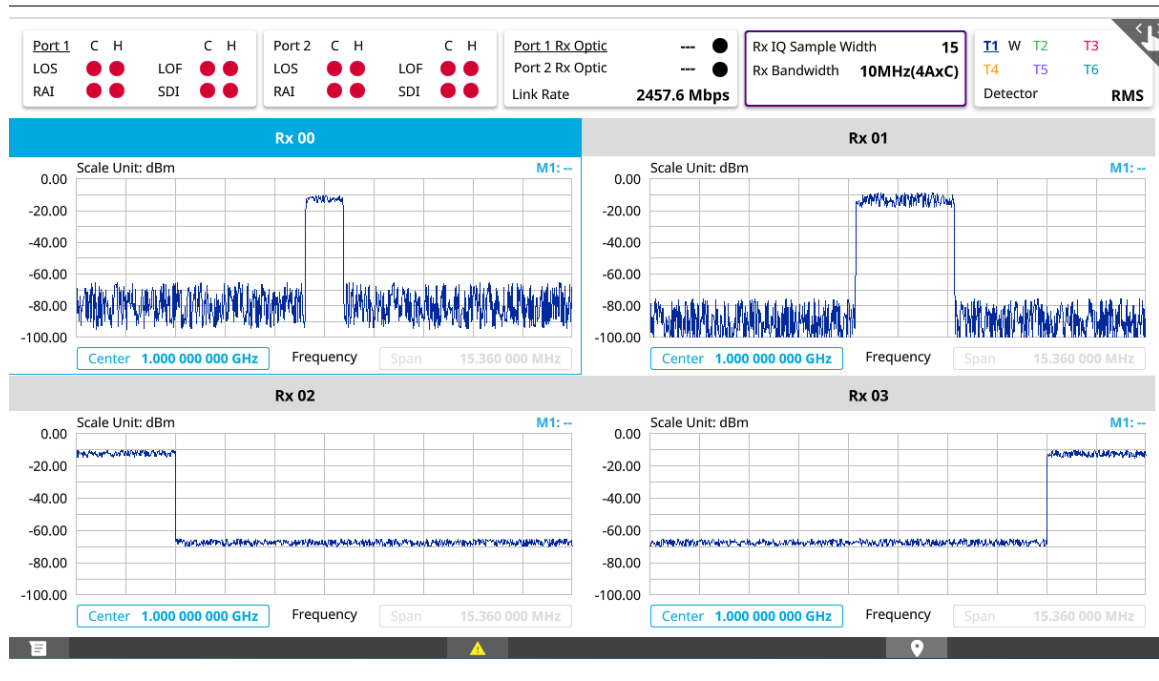 Port 1 C H C H
LOS LOF
RAI SDI
Port 2 C H C H
LOS LOF
RAI SDI
Port 1 Rx Optic ---
Port 2 Rx Optic ---
Link Rate 2457.6 Mbps
Rx IQ Sample Width 15
Rx Bandwidth 10MHz(4AxC)
T1 W T2 T3
T4 T5 T6
Detector RMS
Rx 00
Scale Unit: dBm M1: --
0.00
-20.00
-40.00
-60.00
-80.00
-100.00
Center 1.000 000 000 GHz Frequency Span 15.360 000 MHz
Rx 01
Scale Unit: dBm M1: --
0.00
-20.00
-40.00
-60.00
-80.00
-100.00
Center 1.000 000 000 GHz Frequency Span 15.360 000 MHz
Rx 02
Scale Unit: dBm M1: --
0.00
-20.00
-40.00
-60.00
-80.00
-100.00
Center 1.000 000 000 GHz Frequency Span 15.360 000 MHz
Rx 03
Scale Unit: dBm M1: --
0.00
-20.00
-40.00
-60.00
-80.00
-100.00
Center 1.000 000 000 GHz Frequency Span 15.360 000 MHz